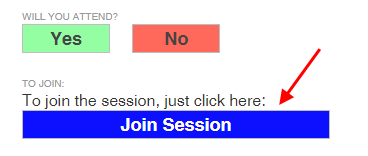 WILL YOU ATTEND?
Yes No
TO JOIN:
To join the session, just click here:
Join Session